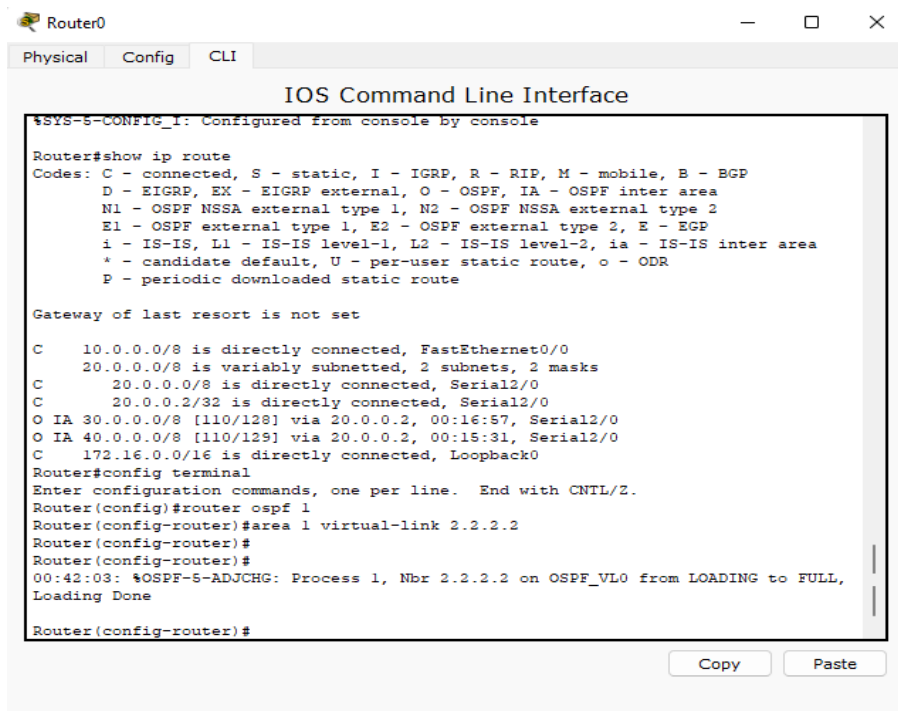 Router0
Physical Config CLI
IOS Command Line Interface
%SYS-5-CONFIG_I: Configured from console by console
Router#show ip route
Codes: C - connected, S - static, I - IGRP, R - RIP, M - mobile, B - BGP
D - EIGRP, EX - EIGRP external, O - OSPF, IA - OSPF inter area
N1 - OSPF NSSA external type 1, N2 - OSPF NSSA external type 2
E1 - OSPF external type 1, E2 - OSPF external type 2, E - EGP
i - IS-IS, L1 - IS-IS level-1, L2 - IS-IS level-2, ia - IS-IS inter area
* - candidate default, U - per-user static route, o - ODR
P - periodic downloaded static route
Gateway of last resort is not set
C 10.0.0.0/8 is directly connected, FastEthernet0/0
20.0.0.0/8 is variably subnetted, 2 subnets, 2 masks
C 20.0.0.0/8 is directly connected, Serial2/0
C 20.0.0.2/32 is directly connected, Serial2/0
O IA 30.0.0.0/8 [110/128] via 20.0.0.2, 00:16:57, Serial2/0
O IA 40.0.0.0/8 [110/129] via 20.0.0.2, 00:15:31, Serial2/0
C 172.16.0.0/16 is directly connected, Loopback0
Router#config terminal
Enter configuration commands, one per line. End with CNTL/Z.
Router(config)#router ospf 1
Router(config-router)#area 1 virtual-link 2.2.2.2
Router(config-router)#
Router(config-router)#
00:42:03: %OSPF-5-ADJCHG: Process 1, Nbr 2.2.2.2 on OSPF_VL0 from LOADING to FULL,
Loading Done
Router(config-router)#
Copy Paste